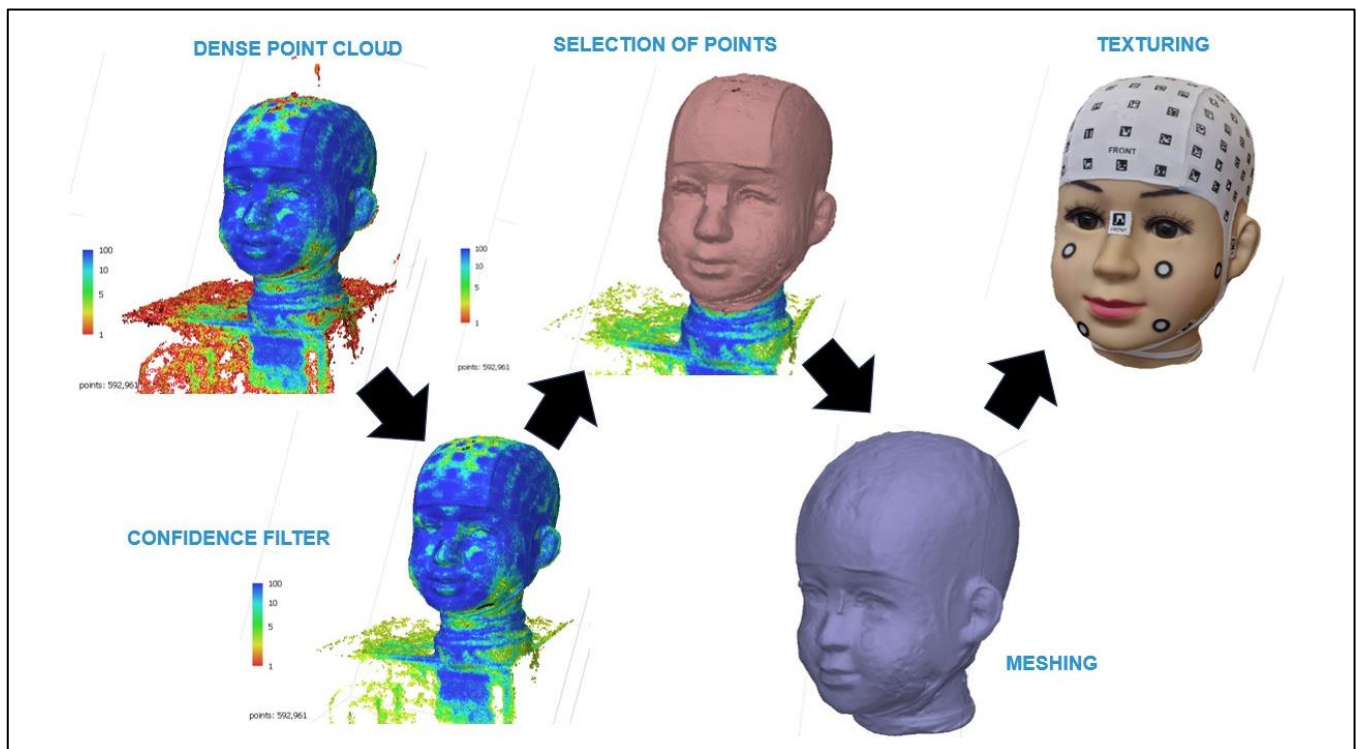 DENSE POINT CLOUD
100
10
5
1
points: 592,961
CONFIDENCE FILTER
100
10
5
1
points: 592,961
SELECTION OF POINTS
100
10
5
1
points: 592,961
MESHING
TEXTURING
FRONT
FRONT